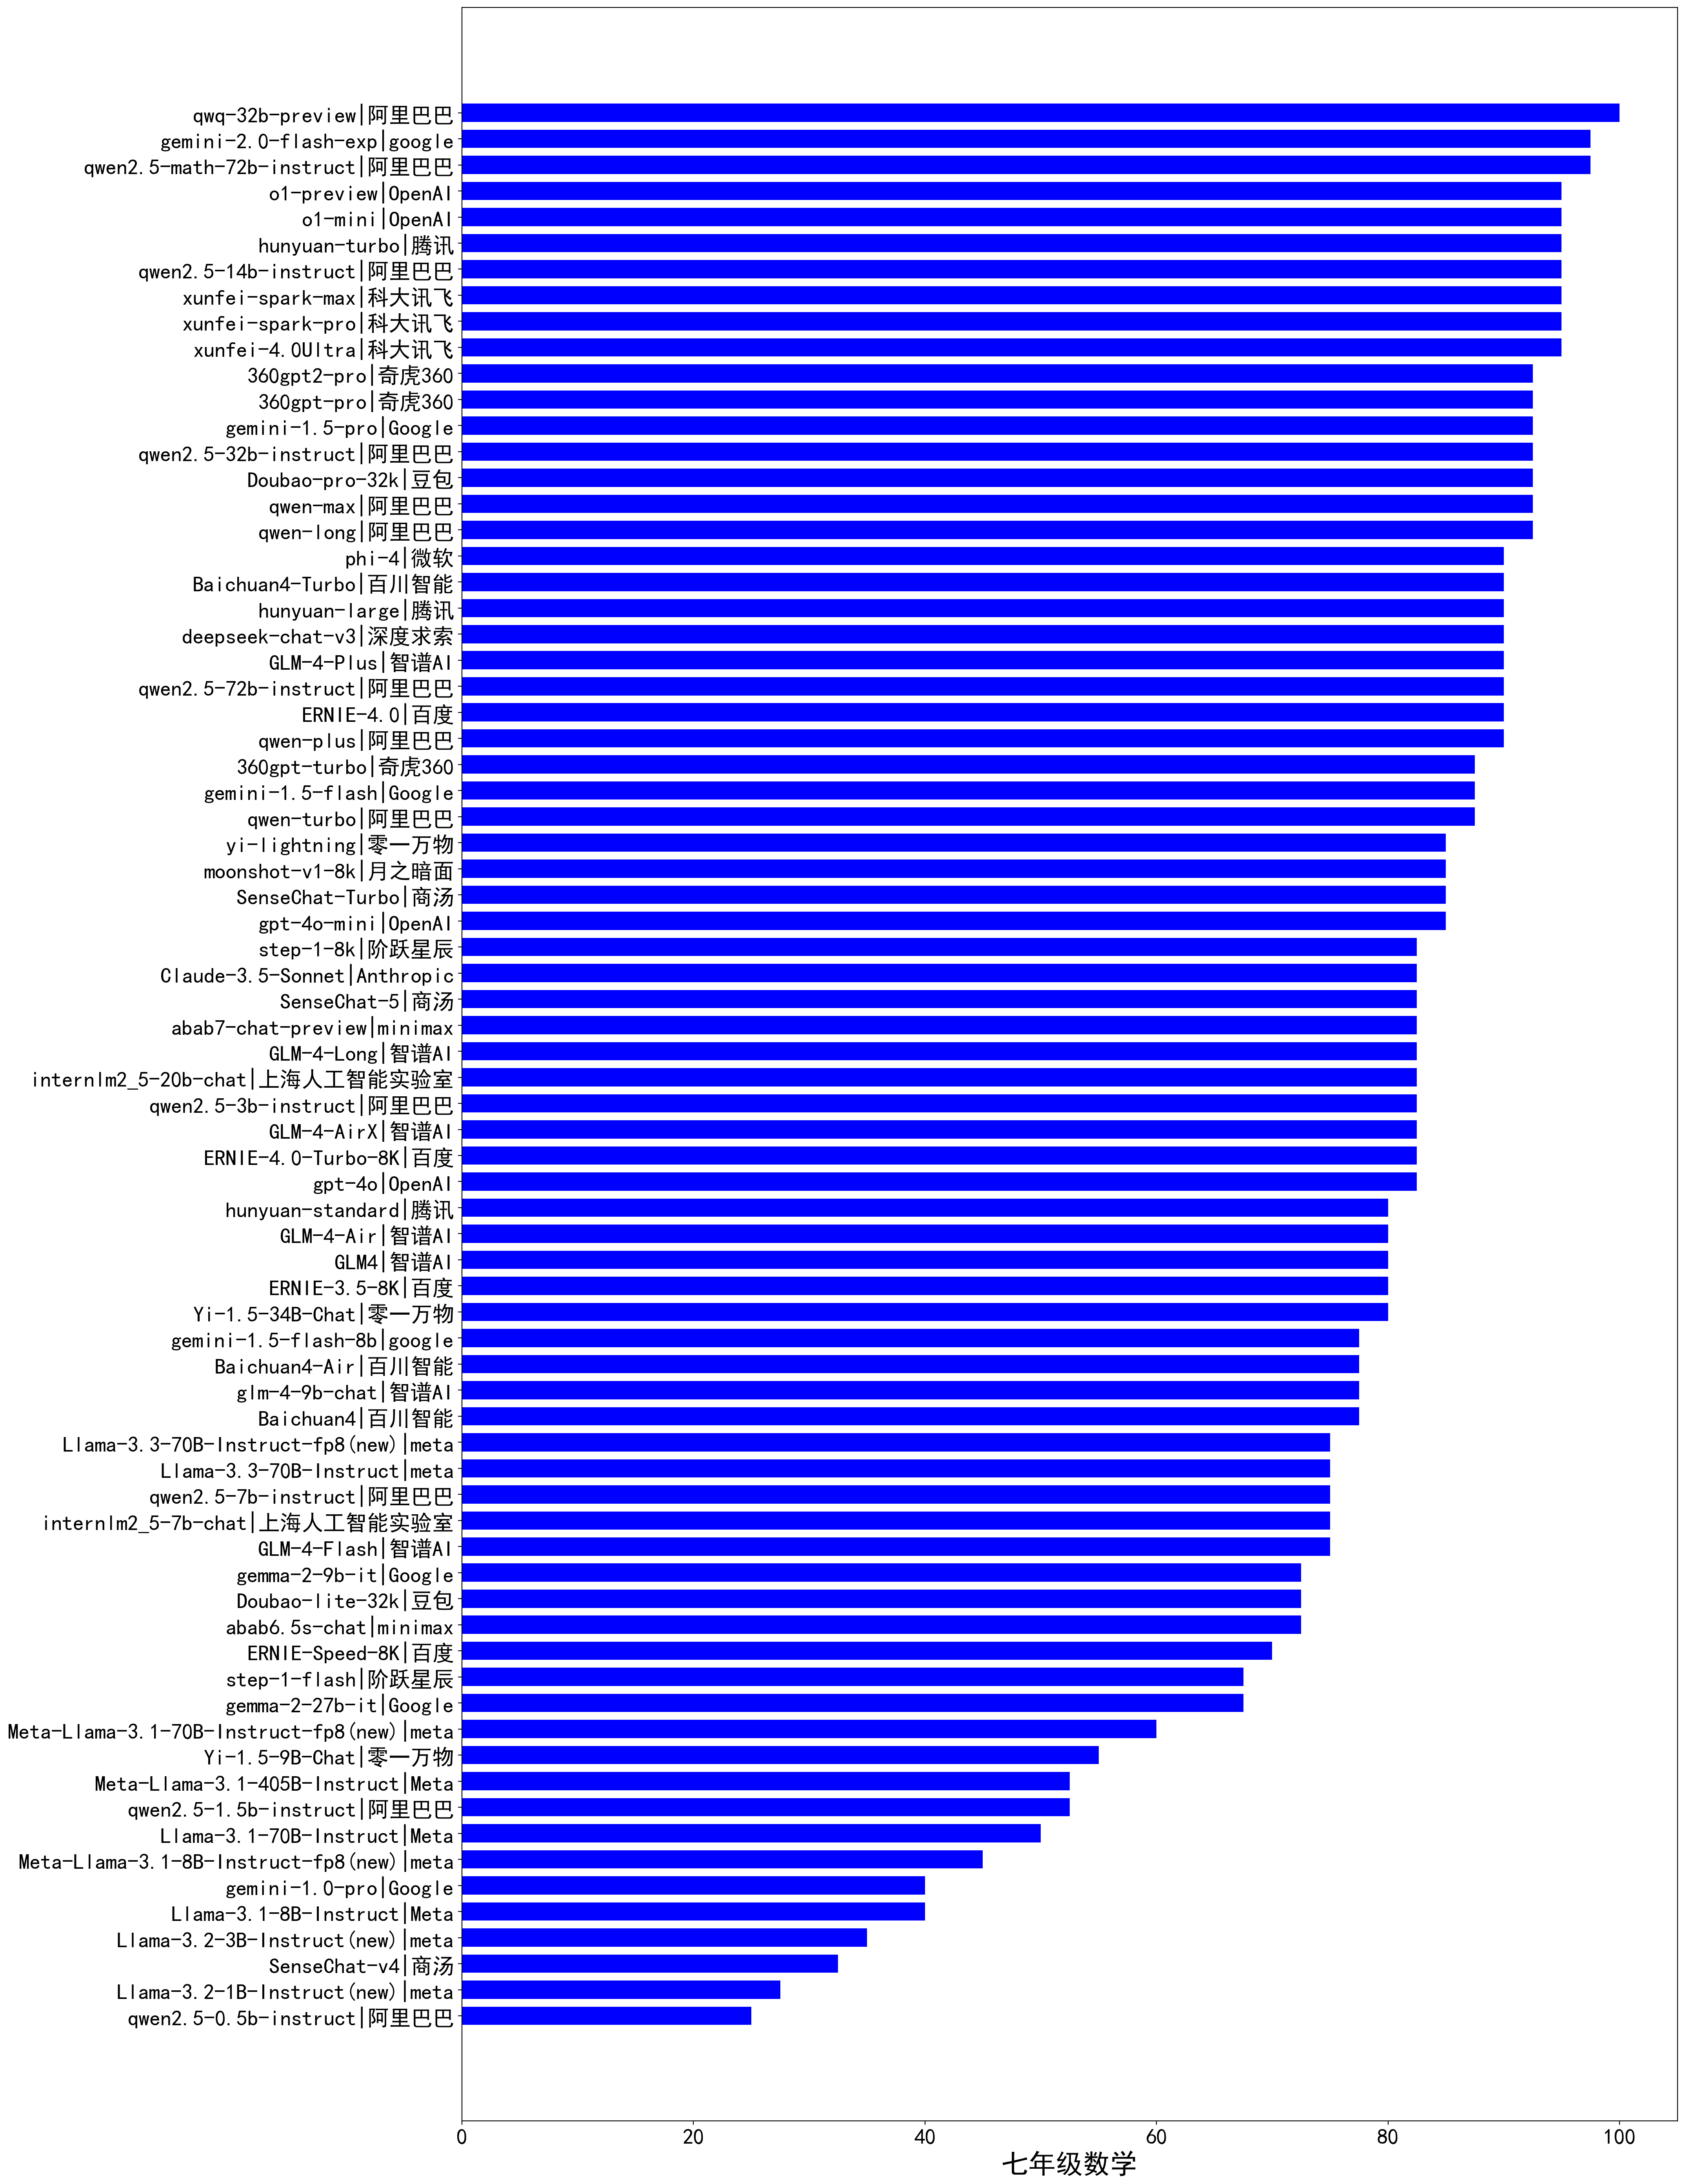 qwq-32b-preview|阿里巴巴
gemini-2.0-flash-exp|google
qwen2.5-math-72b-instruct|阿里巴巴
o1-preview|OpenAI
o1-mini|OpenAI
hunyuan-turbo|腾讯
qwen2.5-14b-instruct|阿里巴巴
xunfei-spark-max|科大讯飞
xunfei-spark-pro|科大讯飞
xunfei-4.0Ultra|科大讯飞
360gpt2-pro|奇虎360
360gpt-pro|奇虎360
gemini-1.5-pro|Google
qwen2.5-32b-instruct|阿里巴巴
Doubao-pro-32k|豆包
qwen-max|阿里巴巴
qwen-long|阿里巴巴
phi-4|微软
Baichuan4-Turbo|百川智能
hunyuan-large|腾讯
deepseek-chat-v3|深度求索
GLM-4-Plus|智谱AI
qwen2.5-72b-instruct|阿里巴巴
ERNIE-4.0|百度
qwen-plus|阿里巴巴
360gpt-turbo|奇虎360
gemini-1.5-flash|Google
qwen-turbo|阿里巴巴
yi-lightning|零一万物
moonshot-v1-8k|月之暗面
SenseChat-Turbo|商汤
gpt-4o-mini|OpenAI
step-1-8k|阶跃星辰
Claude-3.5-Sonnet|Anthropic
SenseChat-5|商汤
abab7-chat-preview|minimax
GLM-4-Long|智谱AI
internlm2_5-20b-chat|上海人工智能实验室
qwen2.5-3b-instruct|阿里巴巴
GLM-4-AirX|智谱AI
ERNIE-4.0-Turbo-8K|百度
gpt-4o|OpenAI
hunyuan-standard|腾讯
GLM-4-Air|智谱AI
GLM4|智谱AI
ERNIE-3.5-8K|百度
Yi-1.5-34B-Chat|零一万物
gemini-1.5-flash-8b|google
Baichuan4-Air|百川智能
glm-4-9b-chat|智谱AI
Baichuan4|百川智能
Llama-3.3-70B-Instruct-fp8(new)|meta
Llama-3.3-70B-Instruct|meta
qwen2.5-7b-instruct|阿里巴巴
internlm2_5-7b-chat|上海人工智能实验室
GLM-4-Flash|智谱AI
gemma-2-9b-it|Google
Doubao-lite-32k|豆包
abab6.5s-chat|minimax
ERNIE-Speed-8K|百度
step-1-flash|阶跃星辰
gemma-2-27b-it|Google
Meta-Llama-3.1-70B-Instruct-fp8(new)|meta
Yi-1.5-9B-Chat|零一万物
Meta-Llama-3.1-405B-Instruct|Meta
qwen2.5-1.5b-instruct|阿里巴巴
Llama-3.1-70B-Instruct|Meta
Meta-Llama-3.1-8B-Instruct-fp8(new)|meta
gemini-1.0-pro|Google
Llama-3.1-8B-Instruct|Meta
Llama-3.2-3B-Instruct(new)|meta
SenseChat-v4|商汤
Llama-3.2-1B-Instruct(new)|meta
qwen2.5-0.5b-instruct|阿里巴巴
0 20 40 60 80 100
七年级数学